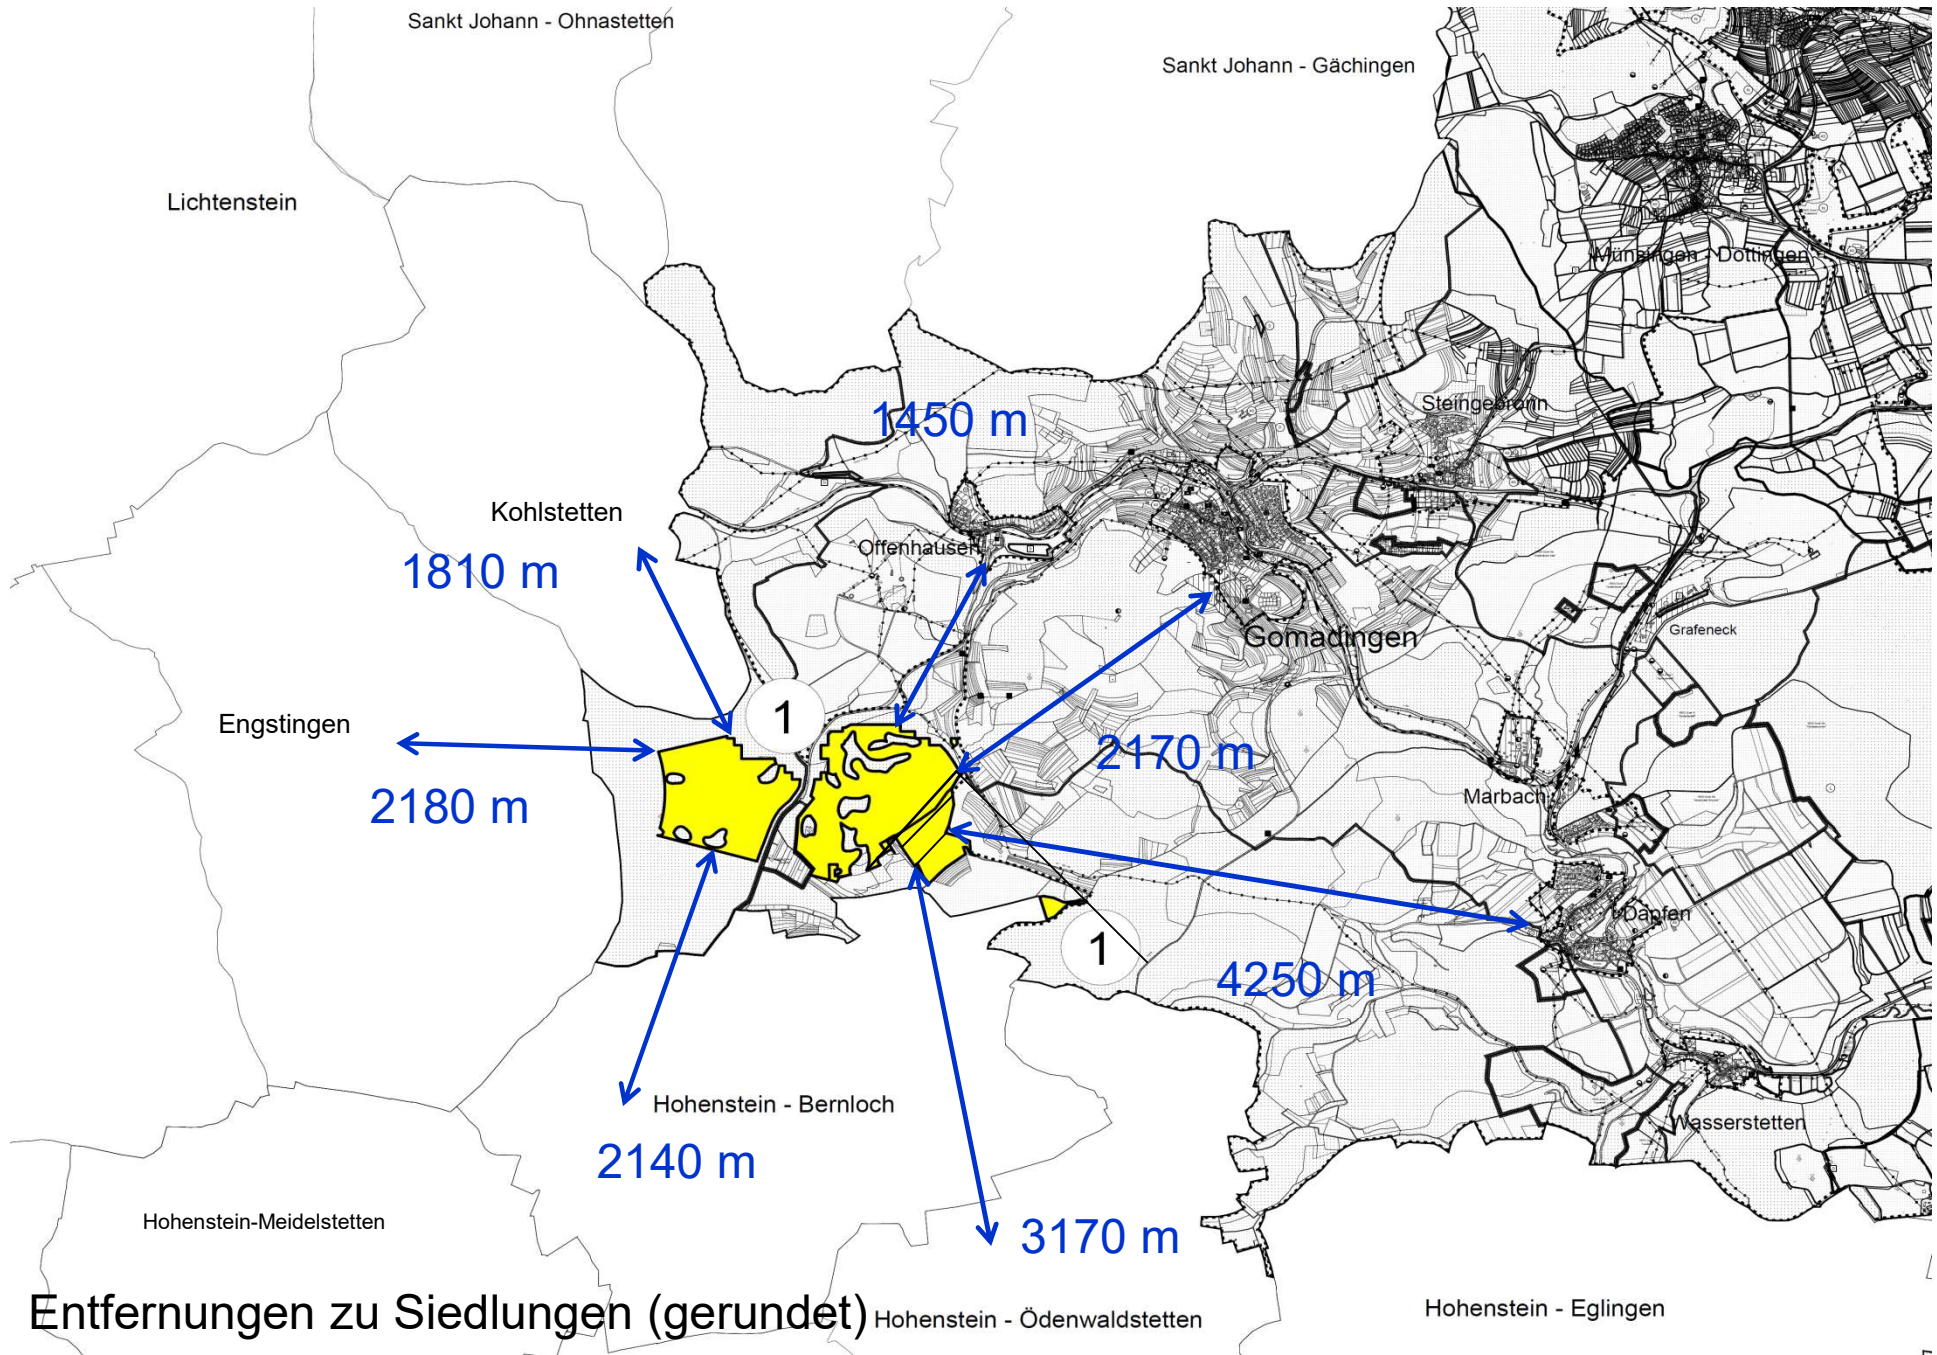 Sankt Johann - Ohnastetten
Sankt Johann - Gächingen
Lichtenstein
Münsingen - Dottingen
Steingebronn
1450 m
Kohlstetten
Offenhausen
1810 m
Gomadingen
Grafeneck
Engstingen
1
2170 m
2180 m
Marbach
Dapfen
1
4250 m
Hohenstein - Bernloch
Wasserstetten
2140 m
Hohenstein-Meidelstetten
3170 m
Entfernungen zu Siedlungen (gerundet)
Hohenstein - Ödenwaldstetten
Hohenstein - Eglingen